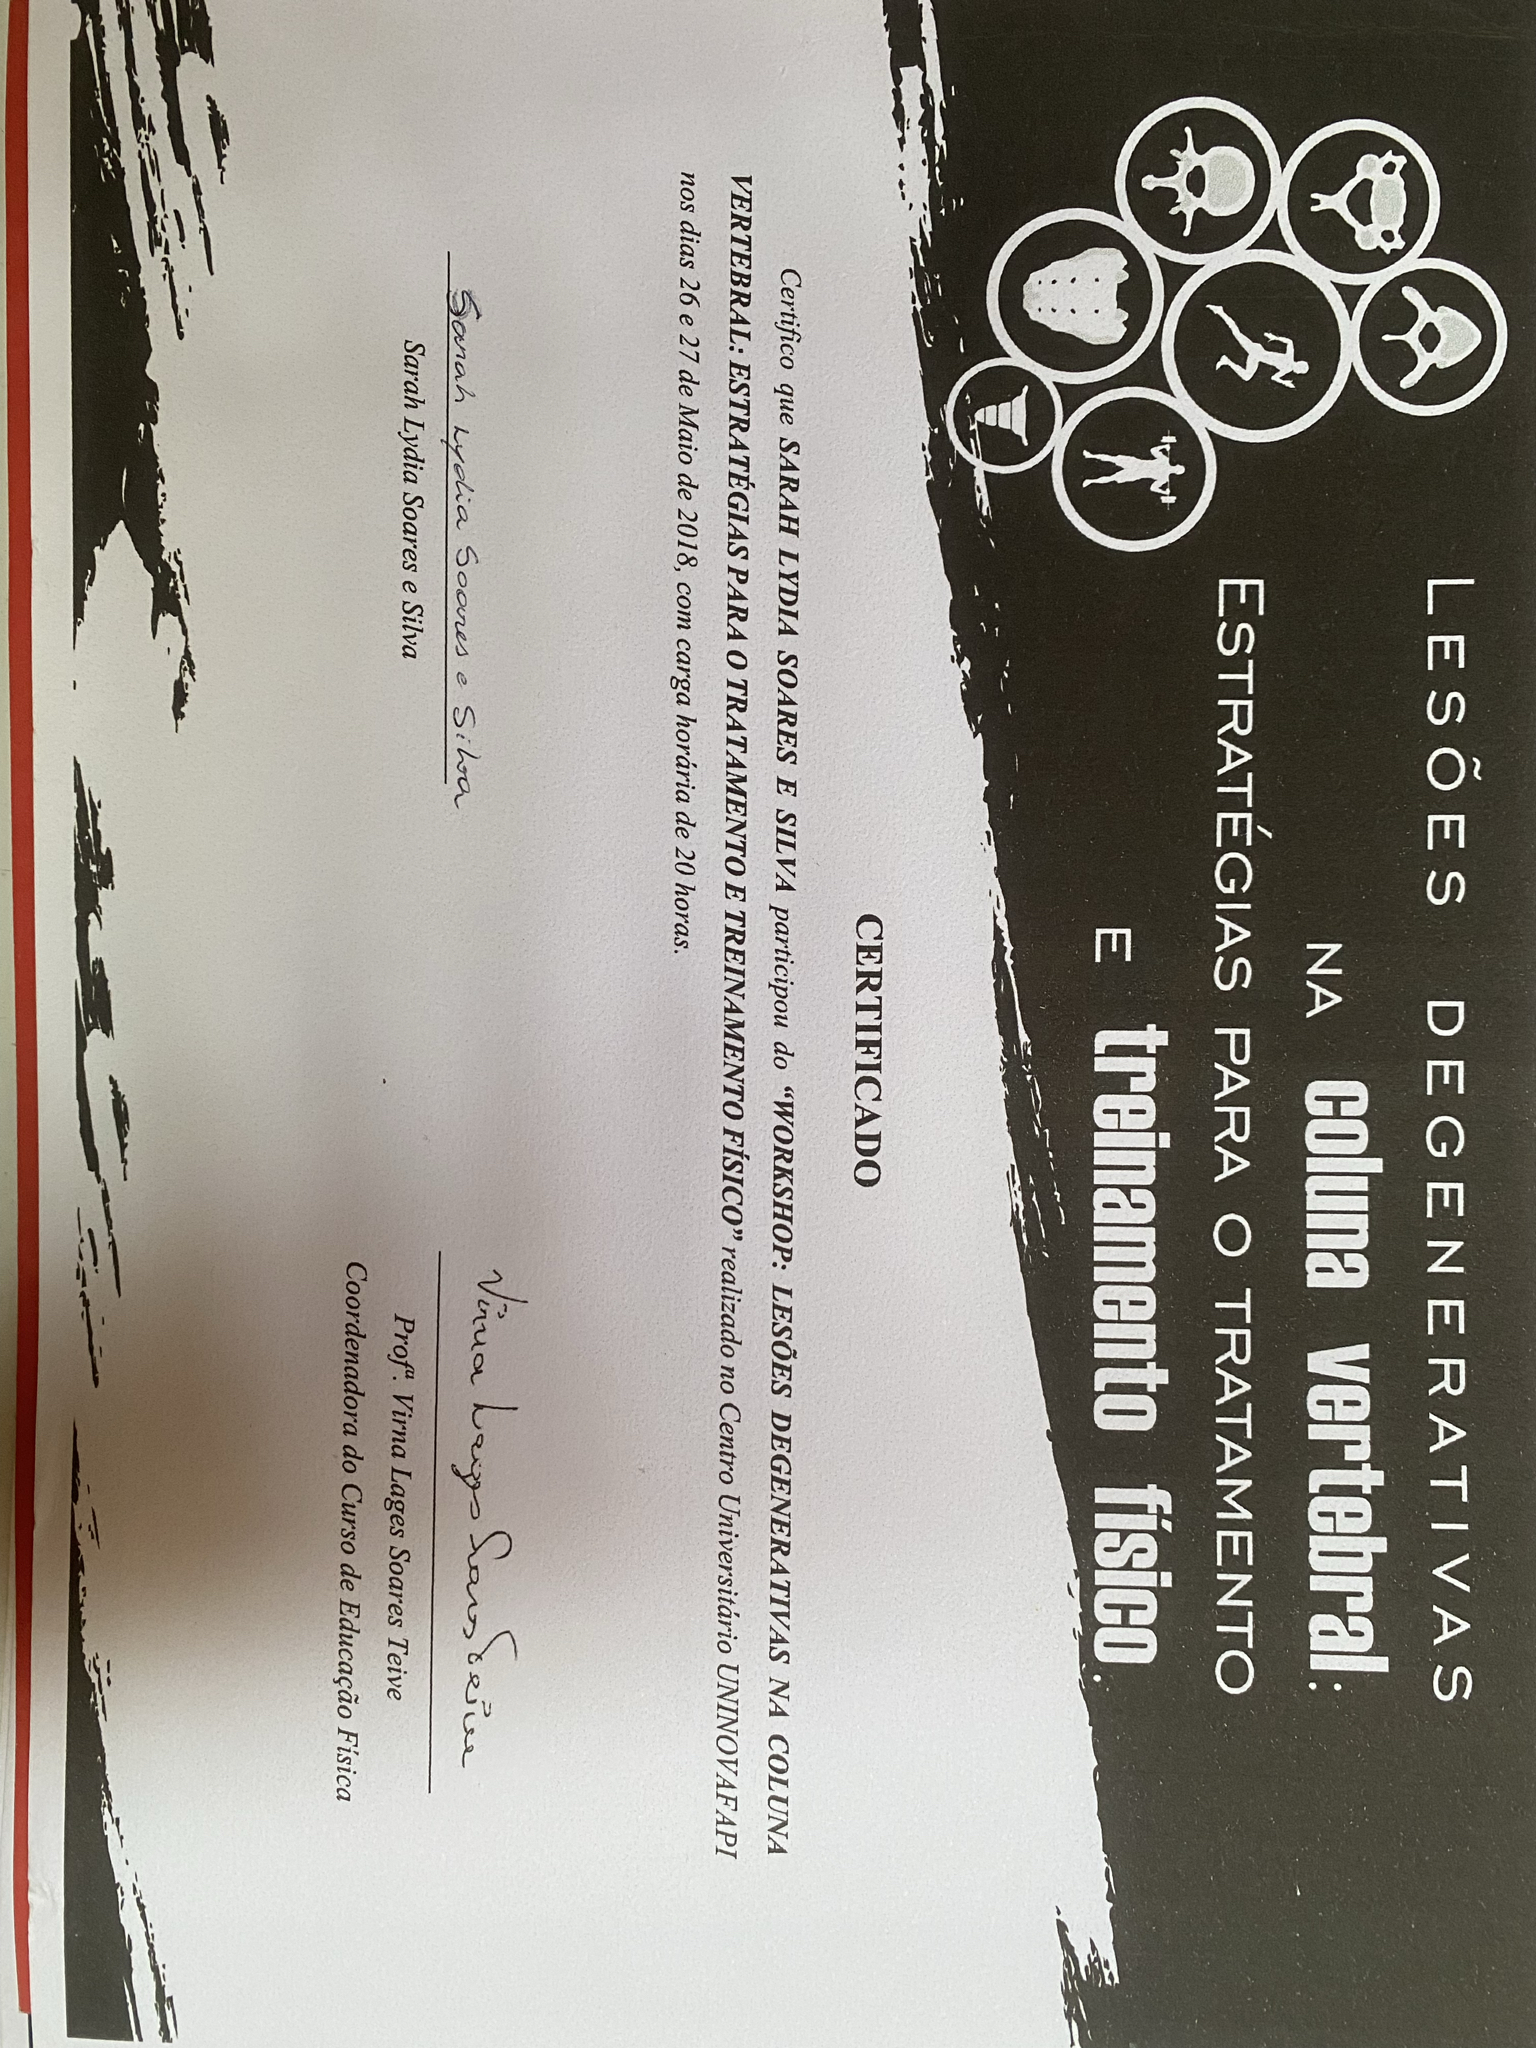 LESÕES DEGENERATIVAS
NA coluna vertebral:
ESTRATÉGIAS PARA O TRATAMENTO
E treinamento físico.
CERTIFICADO
Certifico que SARAH LYDIA SOARES E SILVA participou do “WORKSHOP: LESÕES DEGENERATIVAS NA COLUNA
VERTEBRAL: ESTRATÉGIAS PARA O TRATAMENTO E TREINAMENTO FÍSICO” realizado no Centro Universitário UNINOVAFAPI
nos dias 26 e 27 de Maio de 2018, com carga horária de 20 horas.
Sarah Lydia Soares e Silva
Sarah Lydia Soares e Silva
Virna Lages Soares Teive
Profª. Virna Lages Soares Teive
Coordenadora do Curso de Educação Física